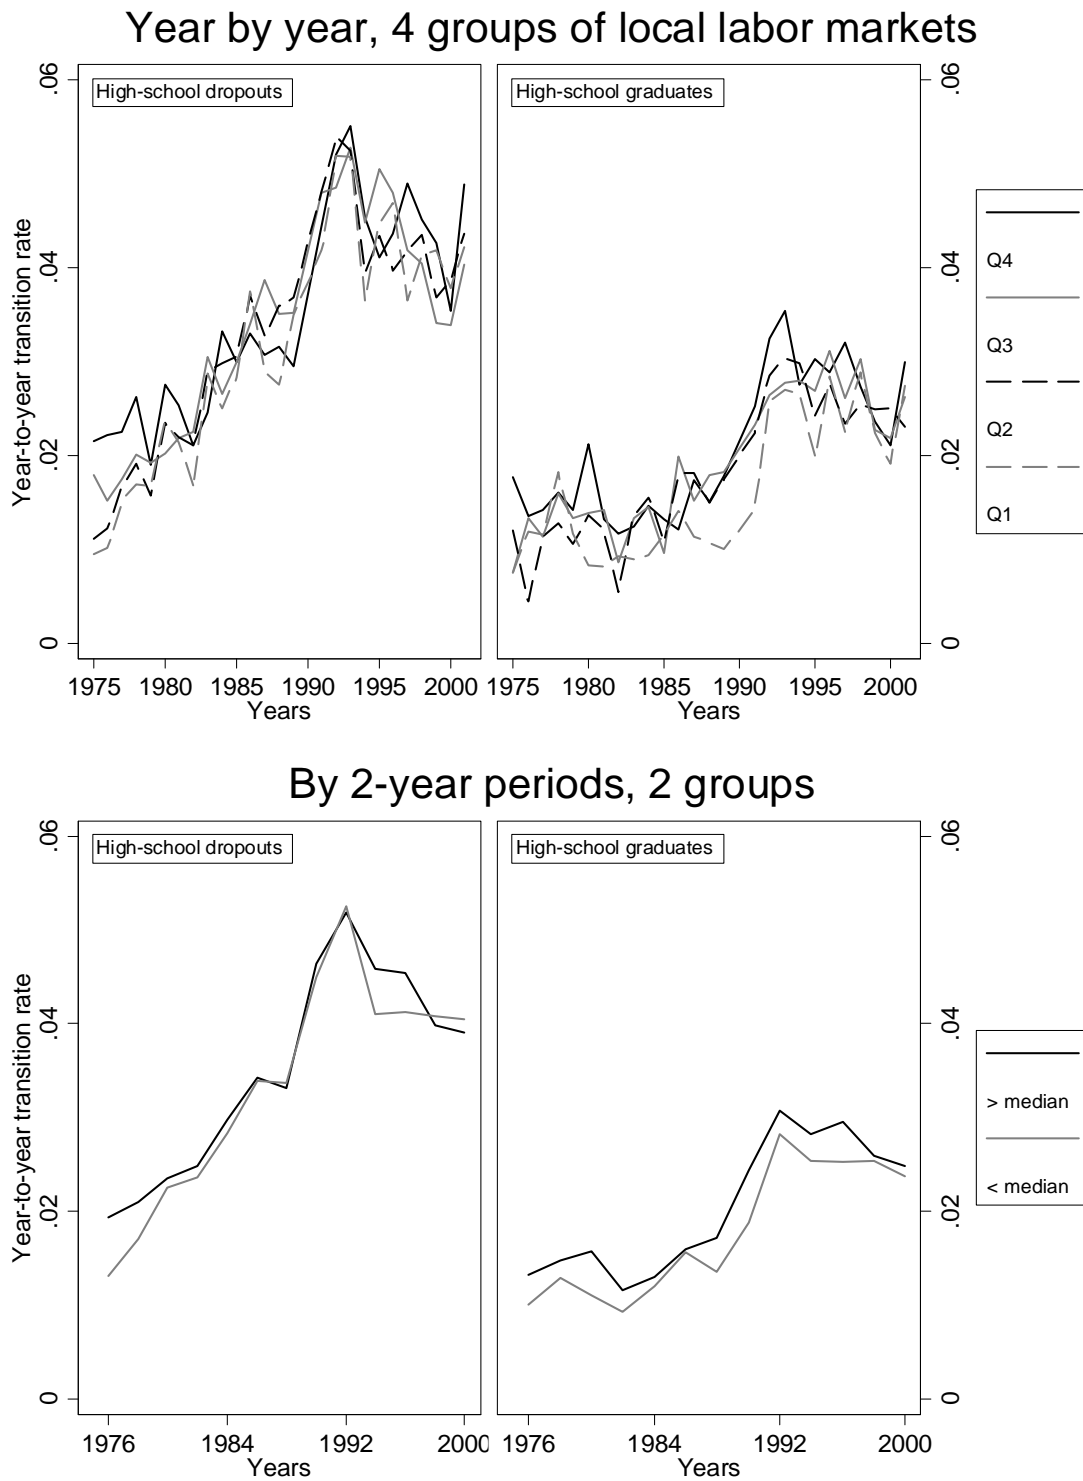 Year by year, 4 groups of local labor markets
High-school dropouts
High-school graduates
Year-to-year transition rate
0 .02 .04 .06
0 .02 .04 .06
1975 1980 1985 1990 1995 2000
Years
1975 1980 1985 1990 1995 2000
Years
Q4
Q3
Q2
Q1
By 2-year periods, 2 groups
High-school dropouts
High-school graduates
Year-to-year transition rate
0 .02 .04 .06
0 .02 .04 .06
1976 1984 1992 2000
Years
1976 1984 1992 2000
Years
> median
< median